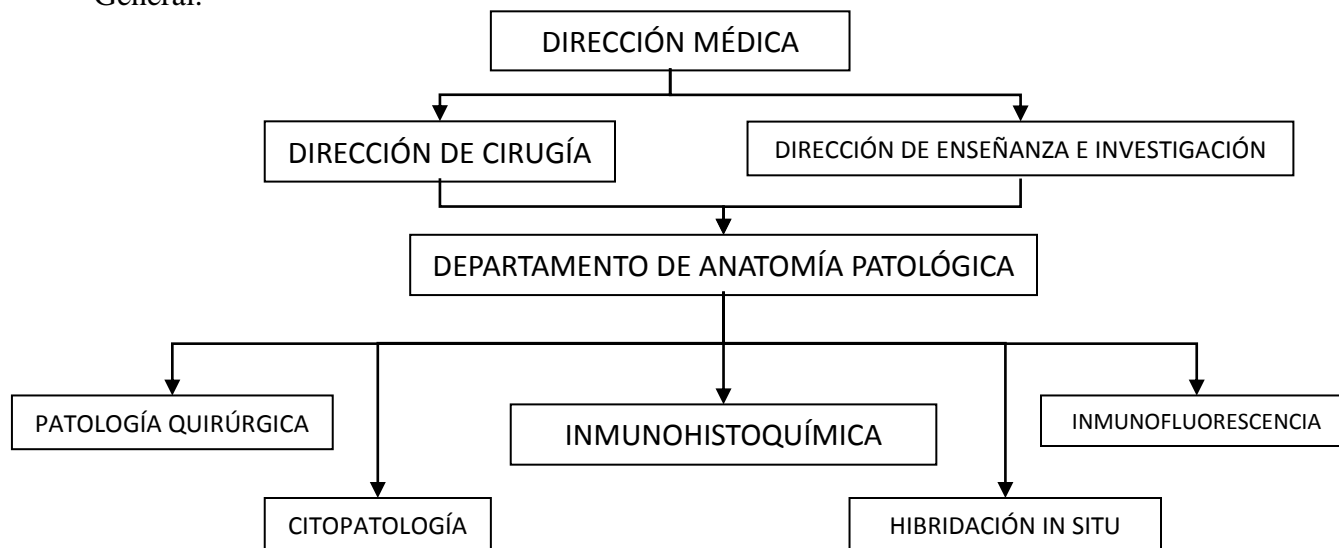 General.
DIRECCIÓN MÉDICA
DIRECCIÓN DE CIRUGÍA
DIRECCIÓN DE ENSEÑANZA E INVESTIGACIÓN
DEPARTAMENTO DE ANATOMÍA PATOLÓGICA
PATOLOGÍA QUIRÚRGICA
INMUNOHISTOQUÍMICA
INMUNOFLUORESCENCIA
CITOPATOLOGÍA
HIBRIDACIÓN IN SITU